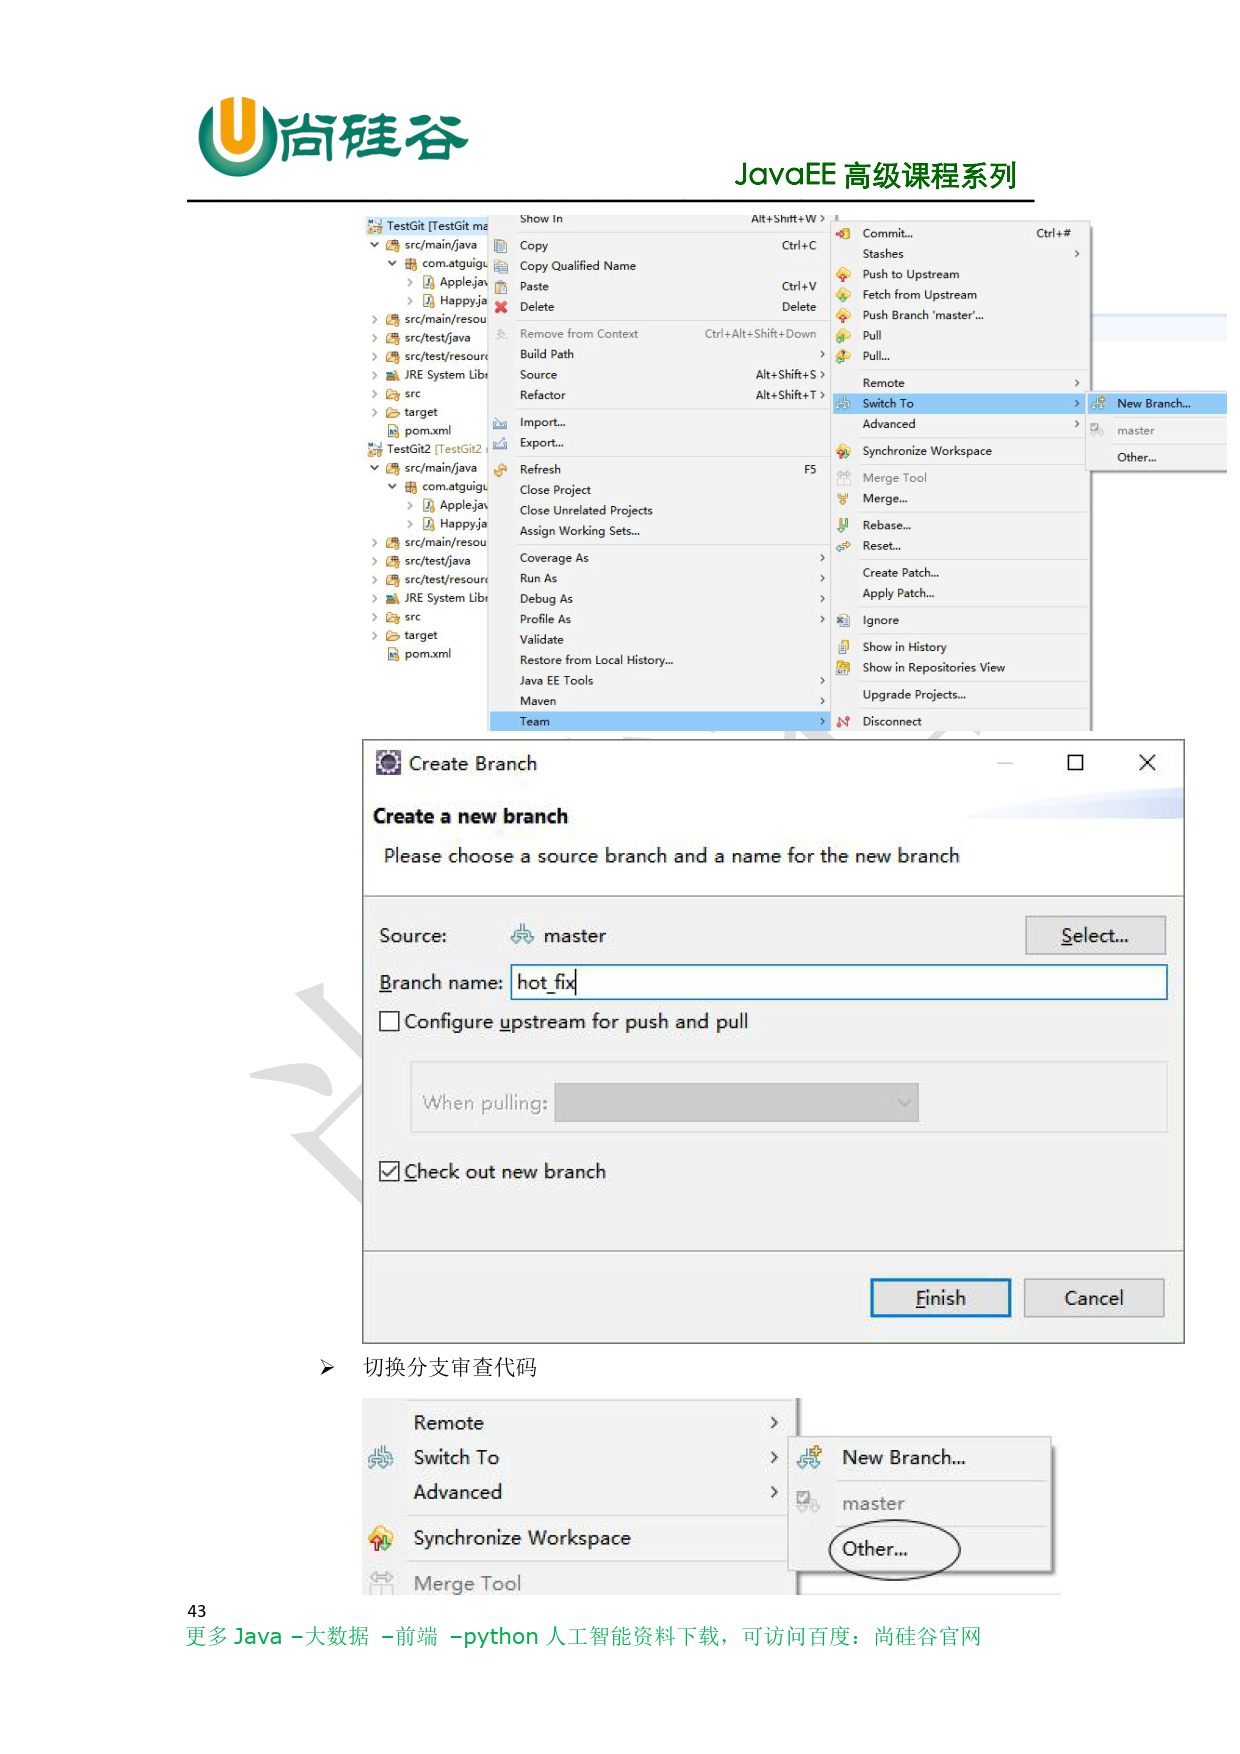 尚硅谷
JavaEE 高级课程系列
TestGit [TestGit ma
src/main/java
com.atguigu
Apple.jav
Happy.ja
src/main/resou
src/test/java
src/test/resourc
JRE System Libr
src
target
pom.xml
TestGit2 [TestGit2
src/main/java
com.atguigu
Apple.jav
Happy.ja
src/main/resou
src/test/java
src/test/resourc
JRE System Libr
src
target
pom.xml
Show In Alt+Shift+W >
Copy Ctrl+C
Copy Qualified Name
Paste Ctrl+V
Delete Delete
Remove from Context Ctrl+Alt+Shift+Down
Build Path >
Source Alt+Shift+S >
Refactor Alt+Shift+T >
Import...
Export...
Refresh F5
Close Project
Close Unrelated Projects
Assign Working Sets...
Coverage As >
Run As >
Debug As >
Profile As >
Validate
Restore from Local History...
Java EE Tools >
Maven >
Team >
Commit... Ctrl+#
Stashes >
Push to Upstream
Fetch from Upstream
Push Branch 'master'...
Pull
Pull...
Remote >
Switch To >
Advanced >
Synchronize Workspace
Merge Tool
Merge...
Rebase...
Reset...
Create Patch...
Apply Patch...
Ignore
Show in History
Show in Repositories View
Upgrade Projects...
Disconnect
New Branch...
master
Other...
Create Branch
Create a new branch
Please choose a source branch and a name for the new branch
Source: master Select...
Branch name: hot_fix
Configure upstream for push and pull
When pulling:
Check out new branch
Finish Cancel
➢ 切换分支审查代码
Remote >
Switch To >
Advanced >
Synchronize Workspace
Merge Tool
New Branch...
master
Other...
43
更多 Java –大数据 –前端 –python 人工智能资料下载，可访问百度：尚硅谷官网